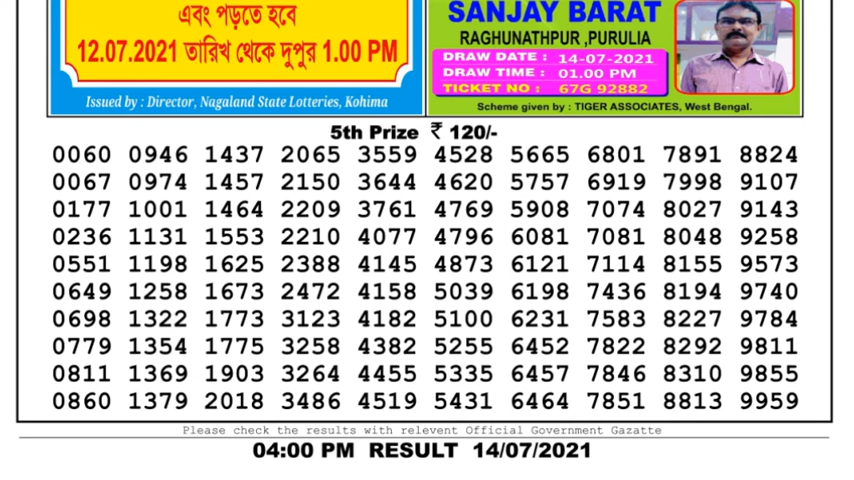 এবং পড়তে হবে
12.07.2021 তারিখ থেকে দুপুর 1.00 PM
Issued by : Director, Nagaland State Lotteries, Kohima
SANJAY BARAT
RAGHUNATHPUR ,PURULIA
DRAW DATE : 14-07-2021
DRAW TIME : 01.00 PM
TICKET NO : 67G 92882
Scheme given by : TIGER ASSOCIATES, West Bengal.
5th Prize ₹ 120/-
0060 0946 1437 2065 3559 4528 5665 6801 7891 8824
0067 0974 1457 2150 3644 4620 5757 6919 7998 9107
0177 1001 1464 2209 3761 4769 5908 7074 8027 9143
0236 1131 1553 2210 4077 4796 6081 7081 8048 9258
0551 1198 1625 2388 4145 4873 6121 7114 8155 9573
0649 1258 1673 2472 4158 5039 6198 7436 8194 9740
0698 1322 1773 3123 4182 5100 6231 7583 8227 9784
0779 1354 1775 3258 4382 5255 6452 7822 8292 9811
0811 1369 1903 3264 4455 5335 6457 7846 8310 9855
0860 1379 2018 3486 4519 5431 6464 7851 8813 9959
Please check the results with relevent Official Government Gazatte
04:00 PM RESULT 14/07/2021